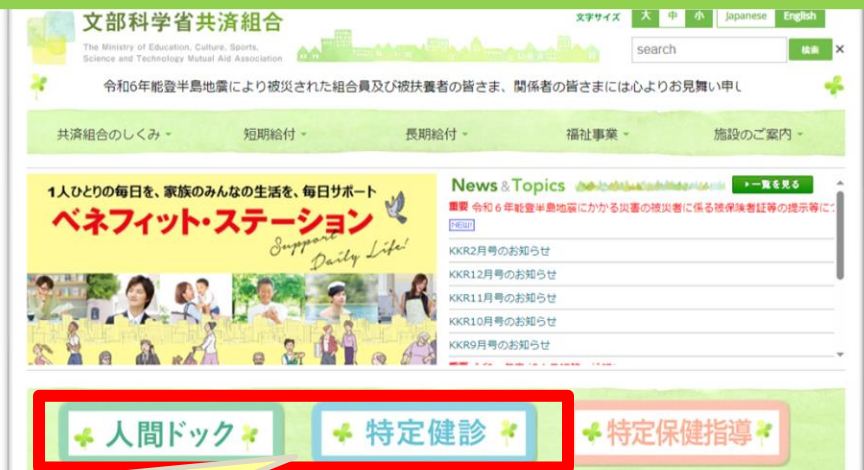 文部科学省共済組合
The Ministry of Education, Culture, Sports,
Science and Technology Mutual Aid Association
文字サイズ 大 中 小 Japanese English
search 検索 ×
令和6年能登半島地震により被災された組合員及び被扶養者の皆さま、関係者の皆さまには心よりお見舞い申し
共済組合のしくみ 短期給付 長期給付 福祉事業 施設のご案内
1人ひとりの毎日を、家族のみんなの生活を、毎日サポート
ベネフィット・ステーション
Support
Daily Life!
News & Topics 一覧を見る
重要 令和6年能登半島地震にかかる災害の被災者に係る被保険者証等の提示等に
NEW!
KKR2月号のお知らせ
KKR12月号のお知らせ
KKR11月号のお知らせ
KKR10月号のお知らせ
KKR9月号のお知らせ
人間ドック 特定健診 特定保健指導